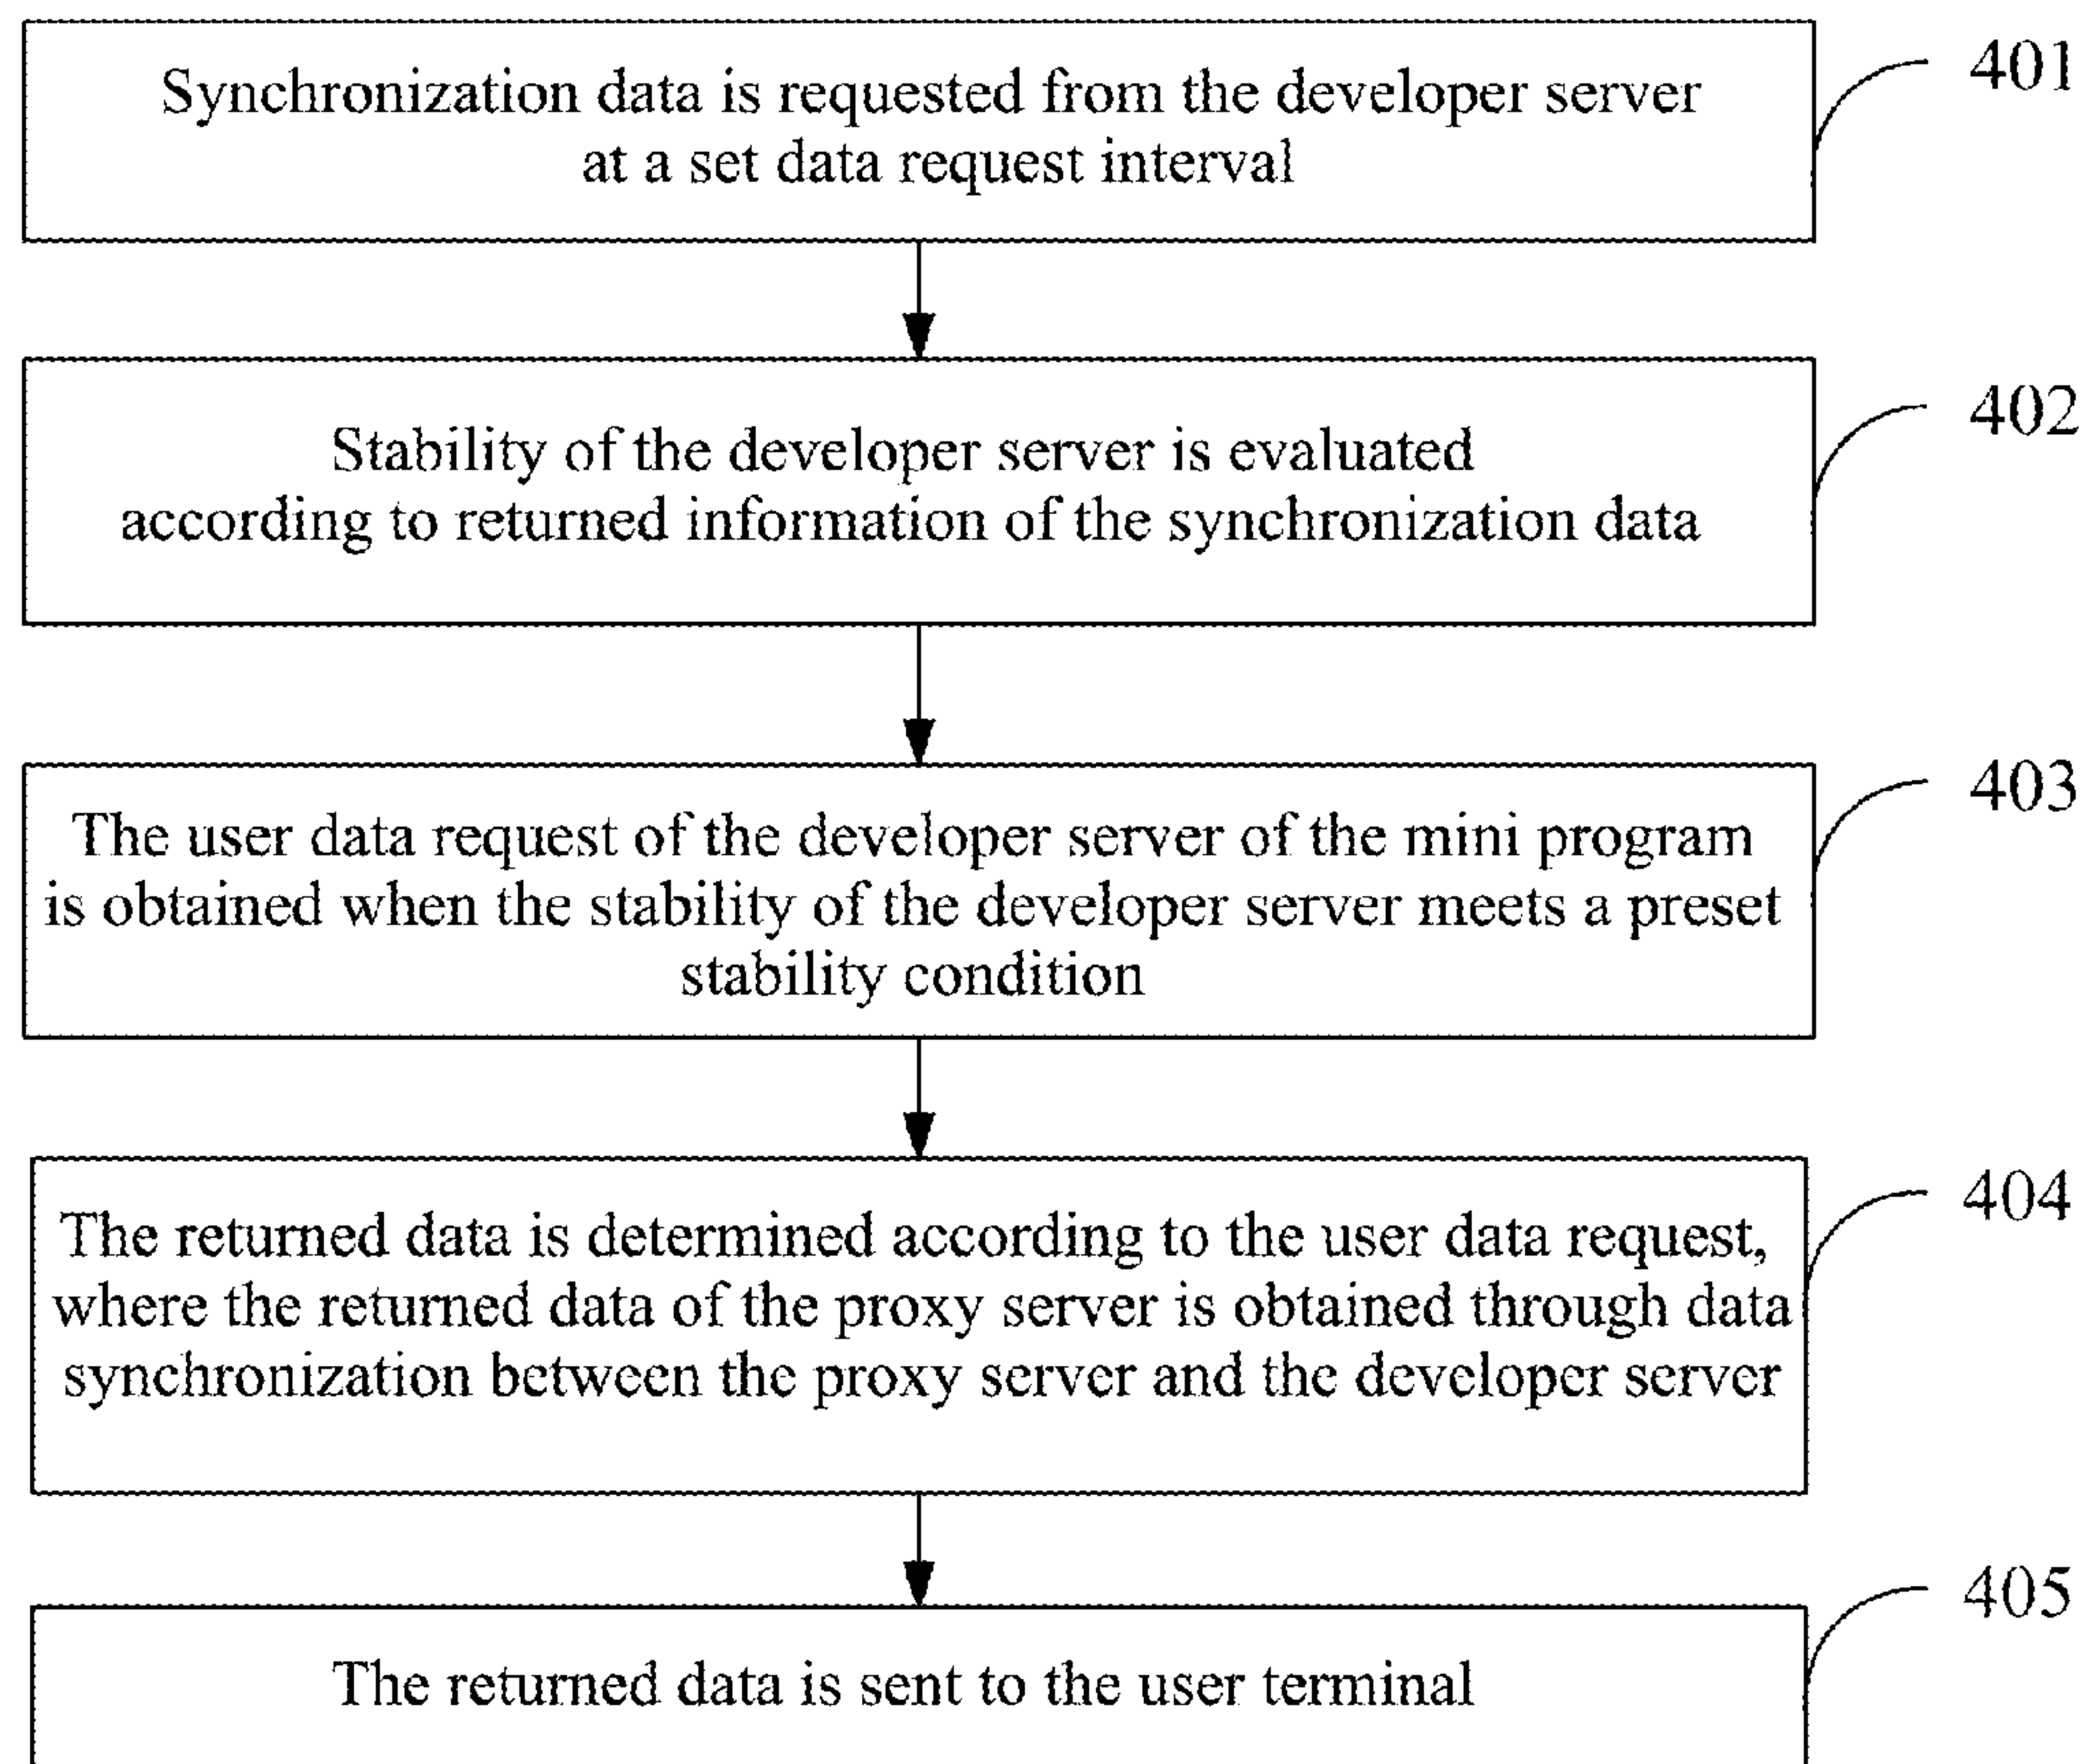 Synchronization data is requested from the developer server
at a set data request interval
401
Stability of the developer server is evaluated
according to returned information of the synchronization data
402
The user data request of the developer server of the mini program
is obtained when the stability of the developer server meets a preset
stability condition
403
The returned data is determined according to the user data request,
where the returned data of the proxy server is obtained through data
synchronization between the proxy server and the developer server
404
The returned data is sent to the user terminal
405